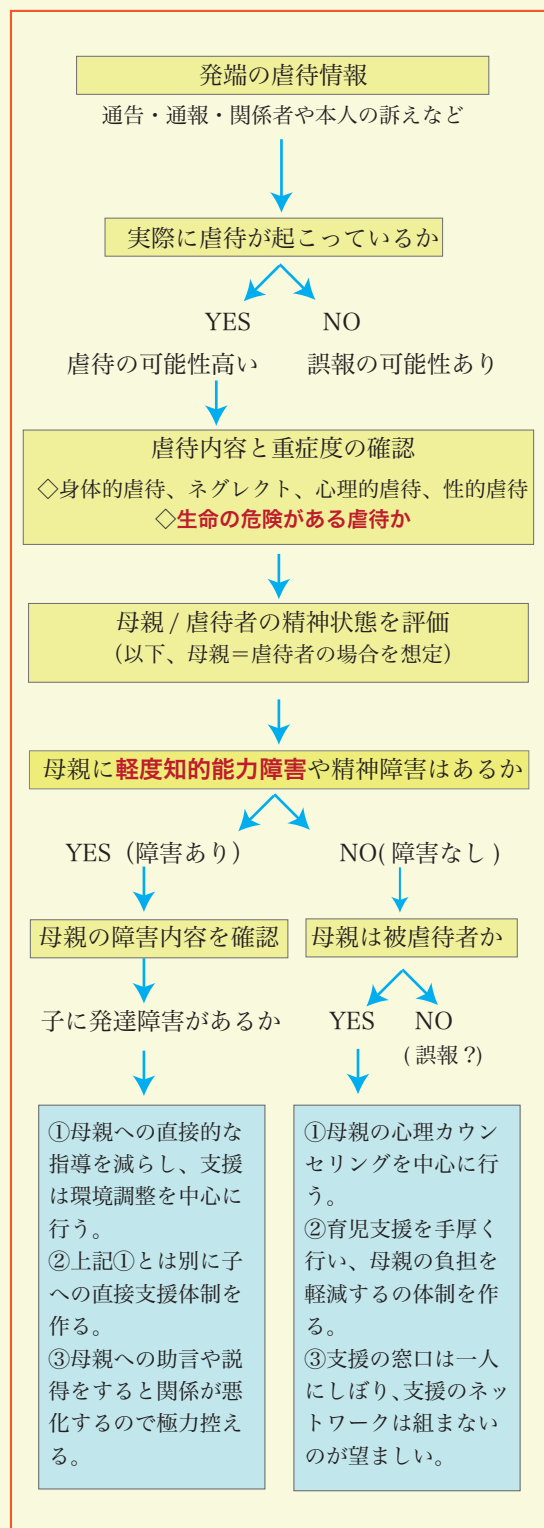 発端の虐待情報
通告・通報・関係者や本人の訴えなど
実際に虐待が起こっているか
YES NO
虐待の可能性高い 誤報の可能性あり
虐待内容と重症度の確認
◇身体的虐待、ネグレクト、心理的虐待、性的虐待
◇生命の危険がある虐待か
母親 / 虐待者の精神状態を評価
（以下、母親＝虐待者の場合を想定）
母親に軽度知的能力障害や精神障害はあるか
YES（障害あり） NO( 障害なし )
母親の障害内容を確認 母親は被虐待者か
子に発達障害があるか YES NO
( 誤報 ?)
①母親への直接的な
指導を減らし、支援
は環境調整を中心に
行う。
②上記①とは別に子
への直接支援体制を
作る。
③母親への助言や説
得をすると関係が悪
化するので極力控え
る。
①母親の心理カウン
セリングを中心に行
う。
②育児支援を手厚く
行い、母親の負担を
軽減するの体制を作
る。
③支援の窓口は一人
にしぼり、支援のネッ
トワークは組まない
のが望ましい。